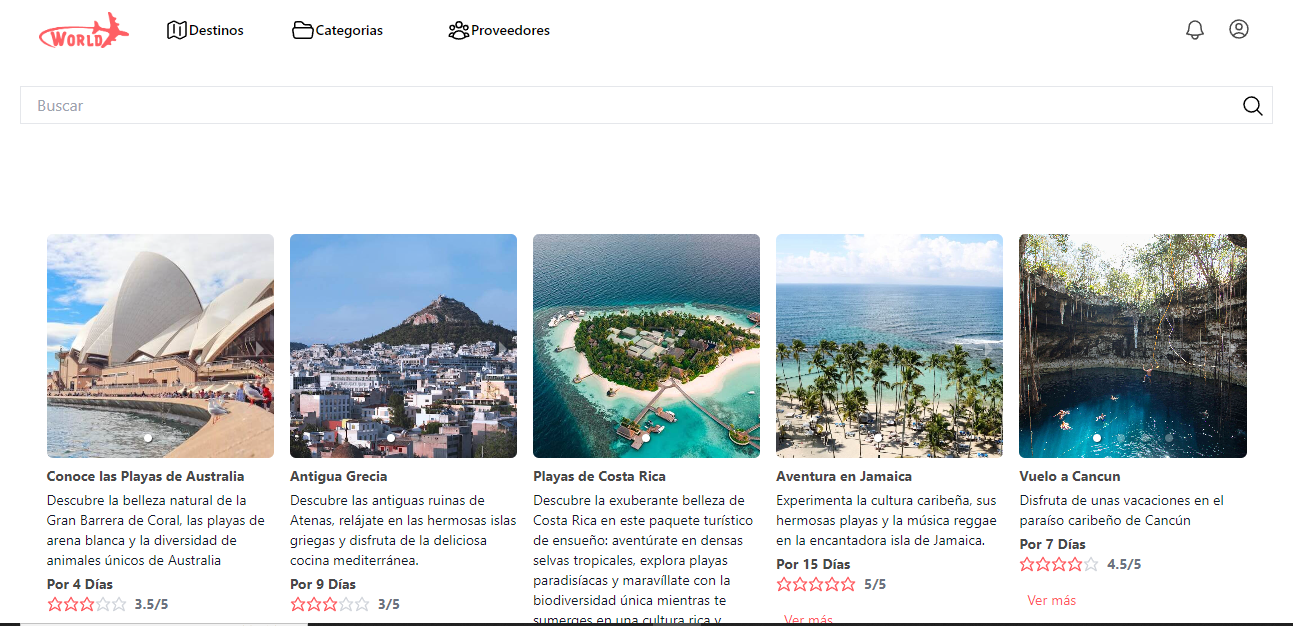 WORLD
Destinos
Categorias
Proveedores
Buscar
Conoce las Playas de Australia
Descubre la belleza natural de la
Gran Barrera de Coral, las playas de
arena blanca y la diversidad de
animales únicos de Australia
Por 4 Días
3.5/5
Antigua Grecia
Descubre las antiguas ruinas de
Atenas, relájate en las hermosas islas
griegas y disfruta de la deliciosa
cocina mediterránea.
Por 9 Días
3/5
Playas de Costa Rica
Descubre la exuberante belleza de
Costa Rica en este paquete turístico
de ensueño: aventúrate en densas
selvas tropicales, explora playas
paradisíacas y maravíllate con la
biodiversidad única mientras te
sumerges en una cultura rica y
Aventura en Jamaica
Experimenta la cultura caribeña, sus
hermosas playas y la música reggae
en la encantadora isla de Jamaica.
Por 15 Días
5/5
Ver más
Vuelo a Cancun
Disfruta de unas vacaciones en el
paraíso caribeño de Cancún
Por 7 Días
4.5/5
Ver más